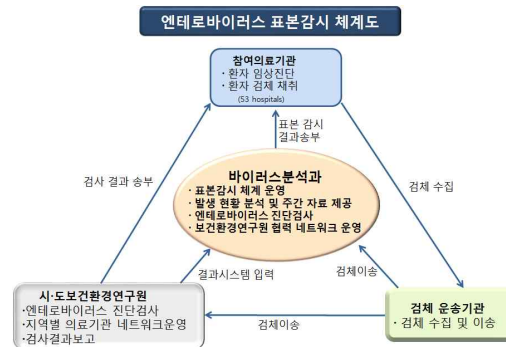 엔테로바이러스 표본감시 체계도
참여의료기관
· 환자 임상진단
· 환자 검체 채취
(53 hospitals)
표본 감시
결과송부
검사 결과 송부
검체 수집
바이러스분석과
· 표본감시 체계 운영
· 발생 현황 분석 및 주간 자료 제공
· 엔테로바이러스 진단검사
· 보건환경연구원 협력 네트워크 운영
결과시스템 입력
검체이송
시·도보건환경연구원
·엔테로바이러스 진단검사
·지역별 의료기관 네트워크운영
·검사결과보고
검체이송
검체 운송기관
· 검체 수집 및 이송